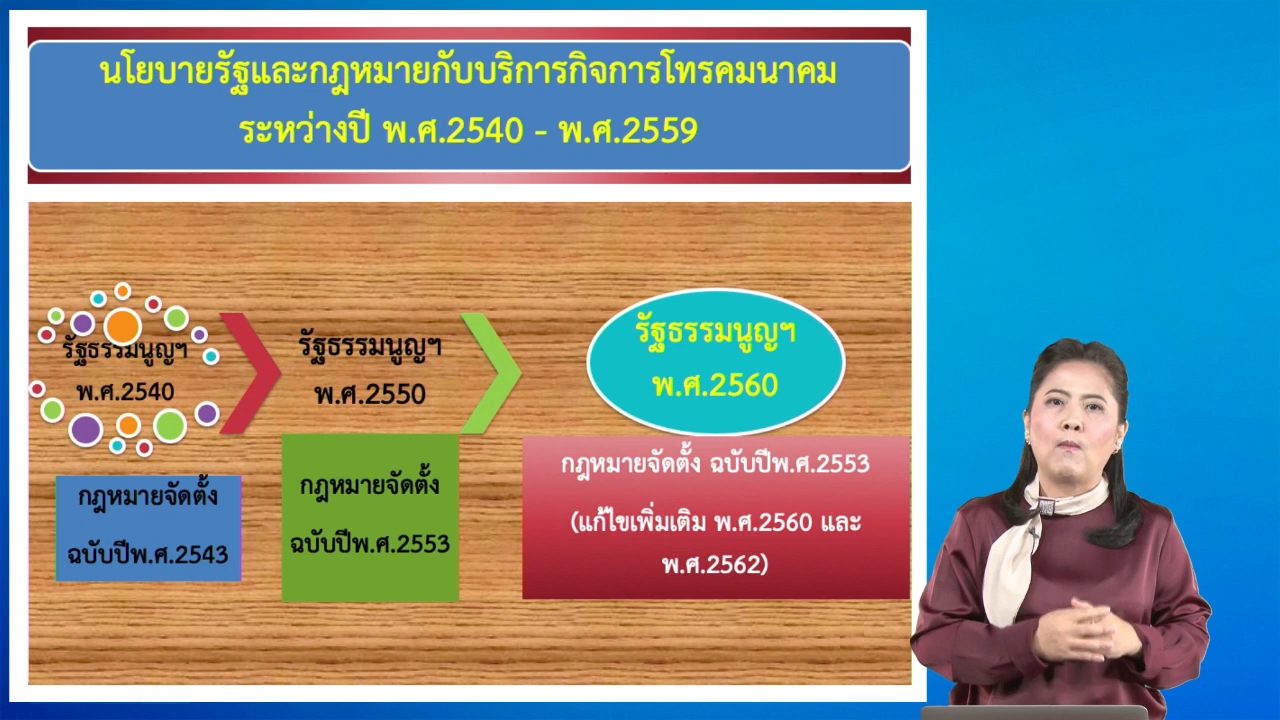 นโยบายรัฐและกฎหมายกับบริการกิจการโทรคมนาคม
ระหว่างปี พ.ศ.2540 - พ.ศ.2559
รัฐธรรมนูญฯ
พ.ศ.2540
กฎหมายจัดตั้ง
ฉบับปีพ.ศ.2543
รัฐธรรมนูญฯ
พ.ศ.2550
กฎหมายจัดตั้ง
ฉบับปีพ.ศ.2553
รัฐธรรมนูญฯ
พ.ศ.2560
กฎหมายจัดตั้ง ฉบับปีพ.ศ.2553
(แก้ไขเพิ่มเติม พ.ศ.2560 และ
พ.ศ.2562)